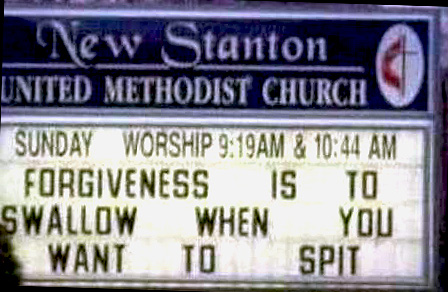 New Stanton
UNITED METHODIST CHURCH
SUNDAY WORSHIP 9:19AM & 10:44 AM
FORGIVENESS IS TO
SWALLOW WHEN YOU
WANT TO SPIT